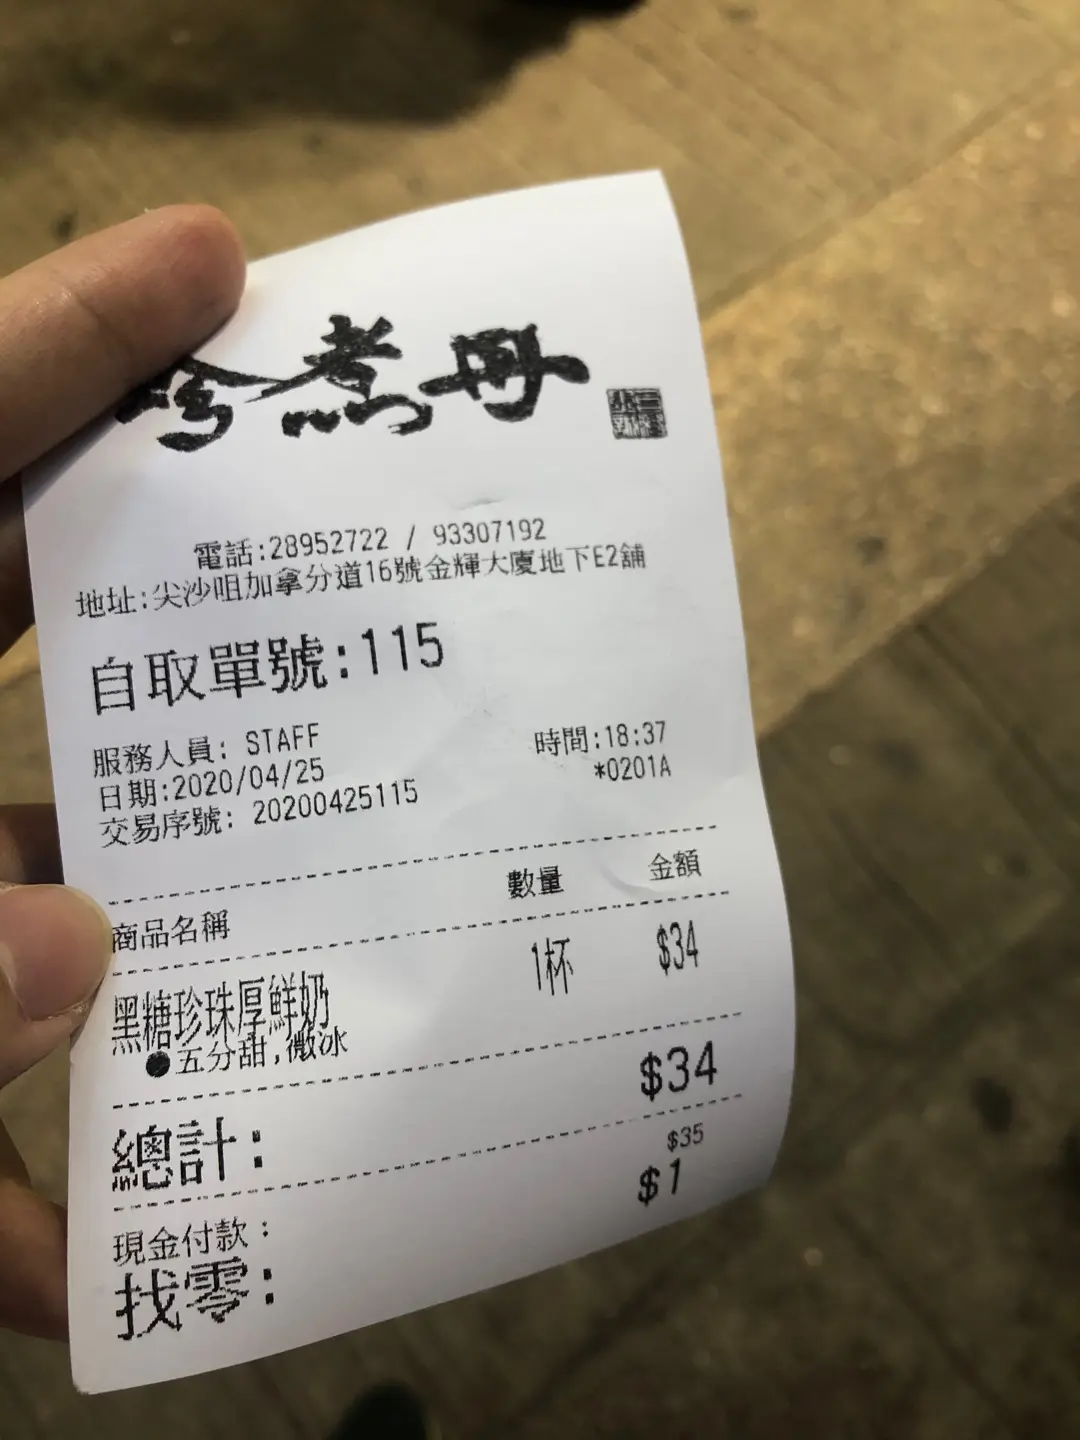 珍煮丹
電話:28952722 / 93307192
地址:尖沙咀加拿分道16號金輝大廈地下E2舖
自取單號:115
服務人員: STAFF
時間:18:37
日期:2020/04/25
*0201A
交易序號: 20200425115
商品名稱 數量 金額
黑糖珍珠厚鮮奶 1杯 $34
●五分甜,微冰
總計: $34
現金付款: $35
找零: $1